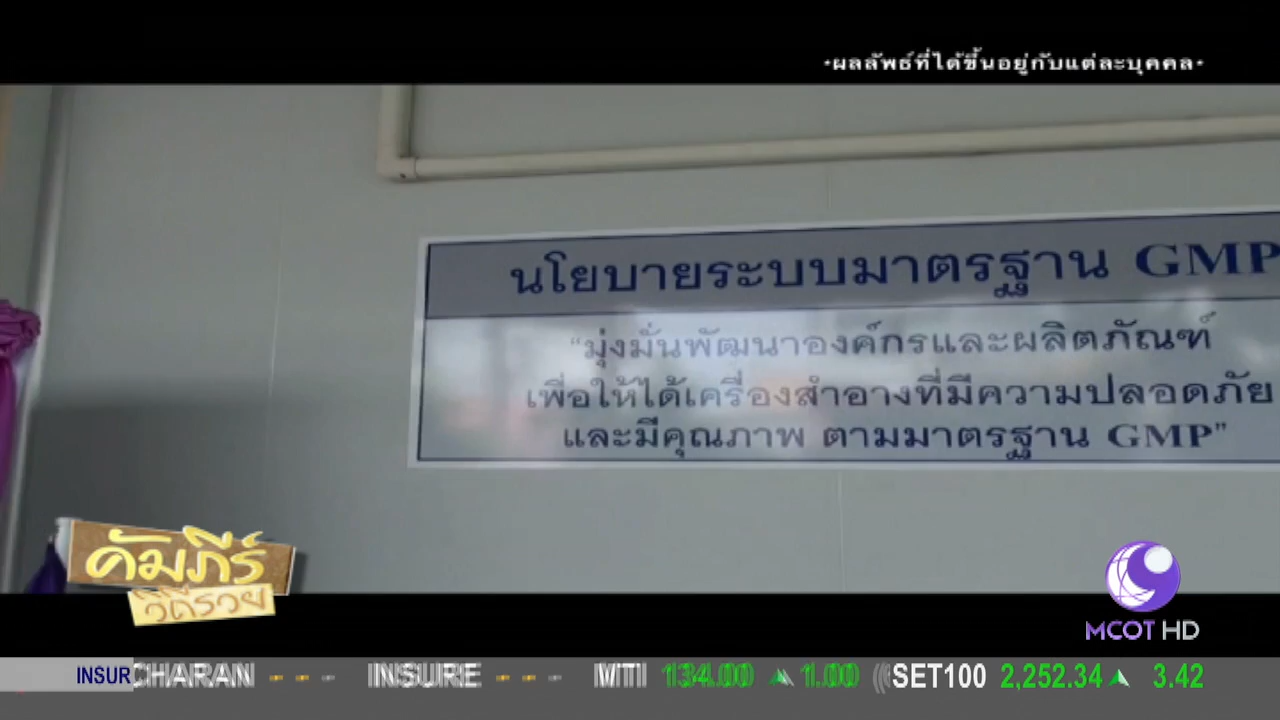 •ผลลัพธ์ที่ได้ขึ้นอยู่กับแต่ละบุคคล•
นโยบายระบบมาตรฐาน GMP
“มุ่งมั่นพัฒนาองค์กรและผลิตภัณฑ์
เพื่อให้ได้เครื่องสำอางที่มีความปลอดภัย
และมีคุณภาพ ตามมาตรฐาน GMP”
คัมภีร์
วิถีรวย
MCOT HD
INSUR CHARAN - - - INSURE - - - MTI 134.00 ▲ 1.00 SET100 2,252.34 ▲ 3.42